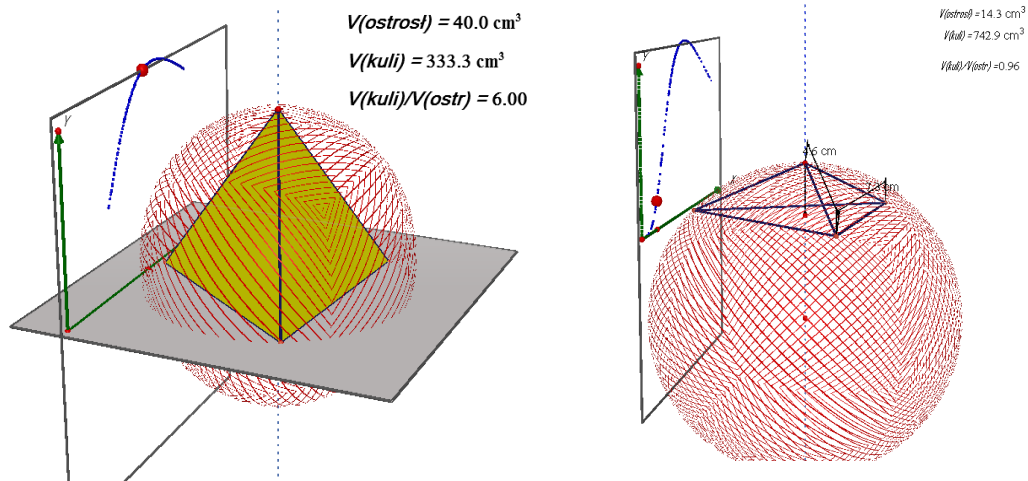 V(ostrosł) = 40.0 cm³
V(kuli) = 333.3 cm³
V(kuli)/V(ostr) = 6.00
Y
V(ostrosł) = 14.3 cm³
V(kuli) = 742.9 cm³
V(kuli)/V(ostr) = 0.96
Y
4.6 cm